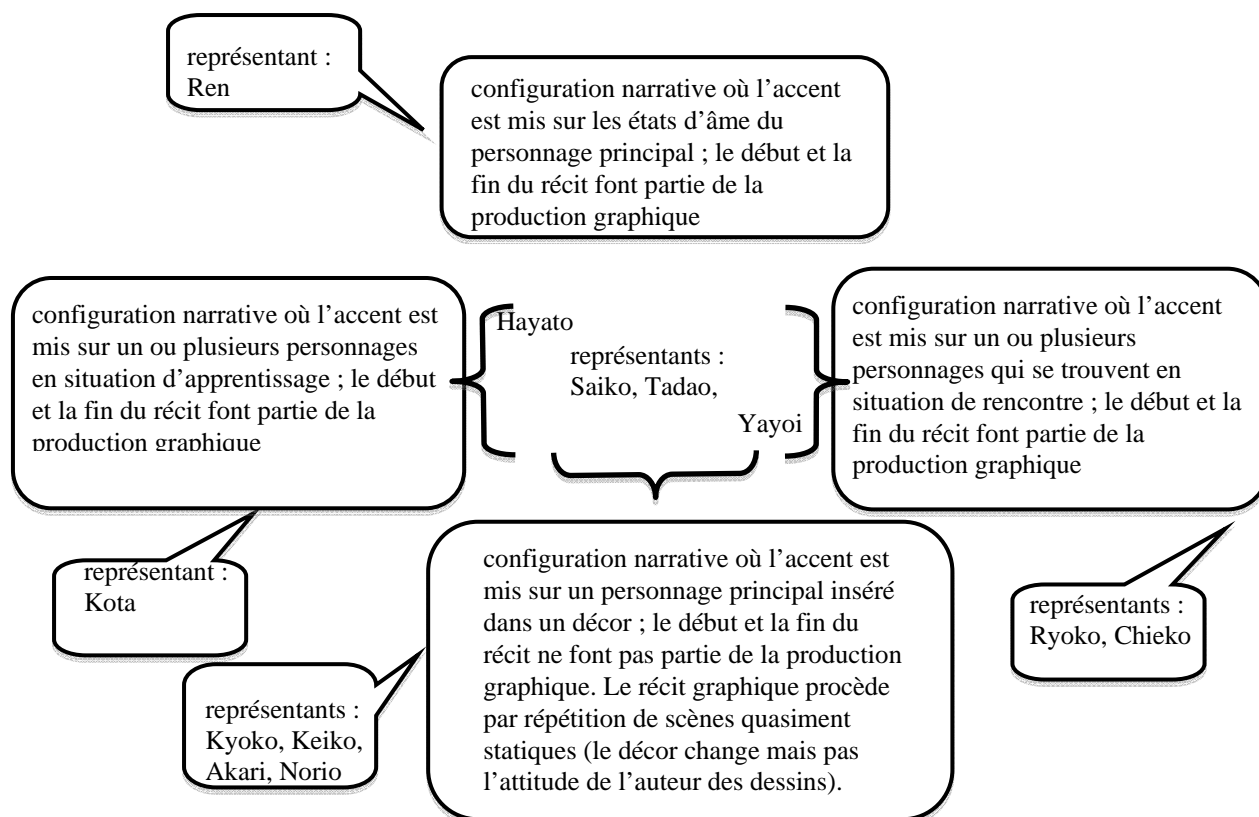 représentant :
Ren
configuration narrative où l’accent
est mis sur les états d’âme du
personnage principal ; le début et la
fin du récit font partie de la
production graphique
configuration narrative où l’accent est
mis sur un ou plusieurs personnages
en situation d’apprentissage ; le début
et la fin du récit font partie de la
production graphique
Hayato
représentants :
Saiko, Tadao,
Yayoi
configuration narrative où l’accent
est mis sur un ou plusieurs
personnages qui se trouvent en
situation de rencontre ; le début et la
fin du récit font partie de la
production graphique
représentant :
Kota
configuration narrative où l’accent est
mis sur un personnage principal inséré
dans un décor ; le début et la fin du
récit ne font pas partie de la production
graphique. Le récit graphique procède
par répétition de scènes quasiment
statiques (le décor change mais pas
l’attitude de l’auteur des dessins).
représentants :
Ryoko, Chieko
représentants :
Kyoko, Keiko,
Akari, Norio